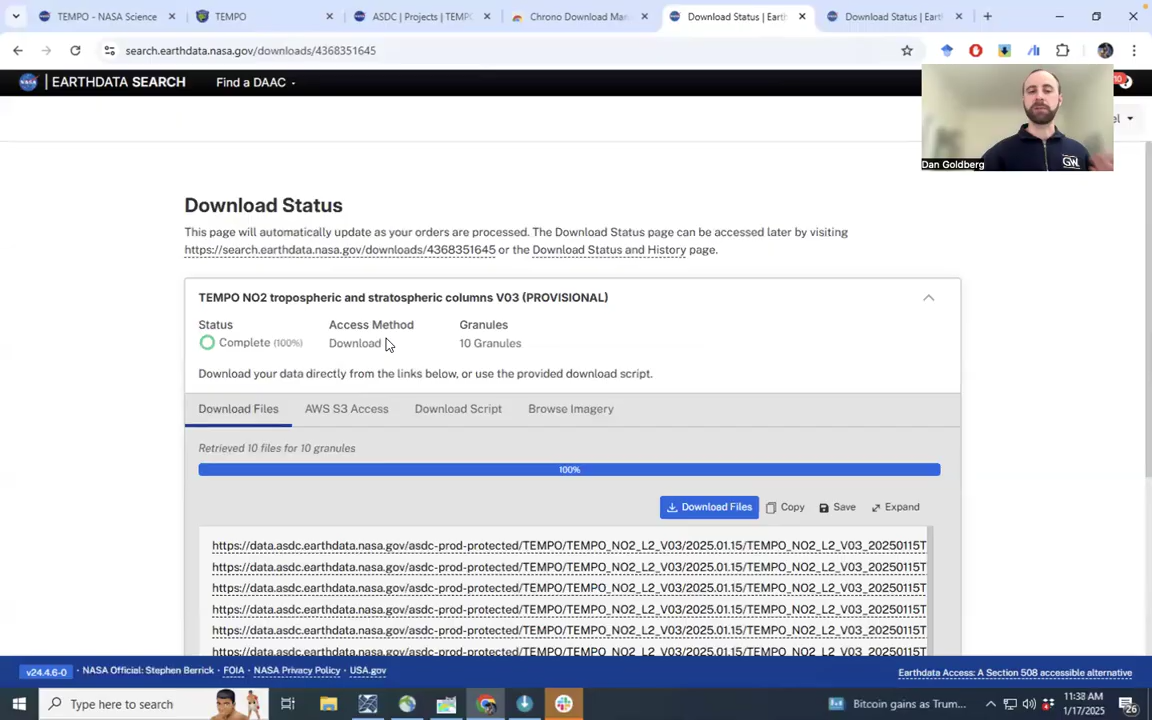 TEMPO - NASA Science
TEMPO
ASDC | Projects | TEMPO
Chrono Download Man
Download Status | Earth
Download Status | Earth
search.earthdata.nasa.gov/downloads/4368351645
NASA
EARTHDATA SEARCH
Find a DAAC
10
el
Dan Goldberg
GW
Download Status
This page will automatically update as your orders are processed. The Download Status page can be accessed later by visiting
https://search.earthdata.nasa.gov/downloads/4368351645 or the Download Status and History page.
TEMPO NO2 tropospheric and stratospheric columns V03 (PROVISIONAL)
Status
Access Method
Granules
Complete (100%)
Download
10 Granules
Download your data directly from the links below, or use the provided download script.
Download Files
AWS S3 Access
Download Script
Browse Imagery
Retrieved 10 files for 10 granules
100%
Download Files
Copy
Save
Expand
https://data.asdc.earthdata.nasa.gov/asdc-prod-protected/TEMPO/TEMPO_NO2_L2_V03/2025.01.15/TEMPO_NO2_L2_V03_20250115T
https://data.asdc.earthdata.nasa.gov/asdc-prod-protected/TEMPO/TEMPO_NO2_L2_V03/2025.01.15/TEMPO_NO2_L2_V03_20250115T
https://data.asdc.earthdata.nasa.gov/asdc-prod-protected/TEMPO/TEMPO_NO2_L2_V03/2025.01.15/TEMPO_NO2_L2_V03_20250115T
https://data.asdc.earthdata.nasa.gov/asdc-prod-protected/TEMPO/TEMPO_NO2_L2_V03/2025.01.15/TEMPO_NO2_L2_V03_20250115T
https://data.asdc.earthdata.nasa.gov/asdc-prod-protected/TEMPO/TEMPO_NO2_L2_V03/2025.01.15/TEMPO_NO2_L2_V03_20250115T
https://data.asdc.earthdata.nasa.gov/asdc-prod-protected/TEMPO/TEMPO_NO2_L2_V03/2025.01.15/TEMPO_NO2_L2_V03_20250115T
v24.4.6-0 • NASA Official: Stephen Berrick • FOIA • NASA Privacy Policy • USA.gov
Earthdata Access: A Section 508 accessible alternative
Type here to search
Bitcoin gains as Trum...
11:38 AM
1/17/2025
26